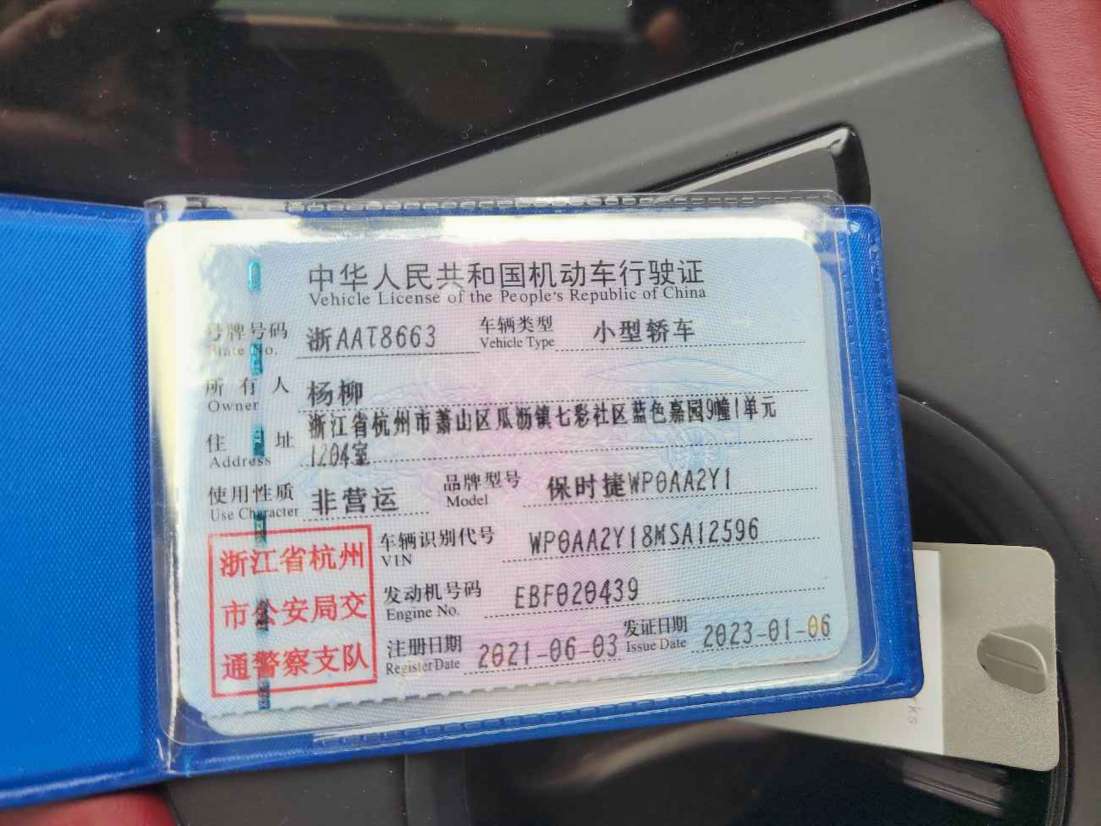 中华人民共和国机动车行驶证
Vehicle License of the People's Republic of China
号牌号码 浙AAT8663 车辆类型 小型轿车
Plate No. Vehicle Type
所有人 杨柳
Owner
住址 浙江省杭州市萧山区瓜沥镇七彩社区蓝色嘉园9幢1单元
Address 1204室
使用性质 非营运 品牌型号 保时捷WP0AA2Y1
Use Character Model
浙江省杭州 车辆识别代号 WP0AA2Y18MSA12596
VIN
市公安局交 发动机号码 EBF020439
Engine No.
通警察支队 注册日期 2021-06-03 发证日期 2023-01-06
Register Date Issue Date